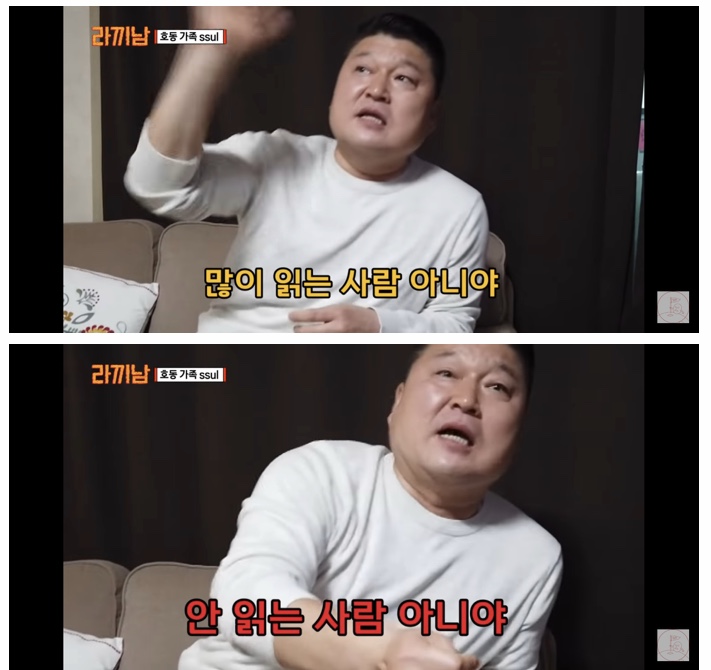 라끼남 호동 가족 ssul
많이 읽는 사람 아니야
라끼남 호동 가족 ssul
안 읽는 사람 아니야